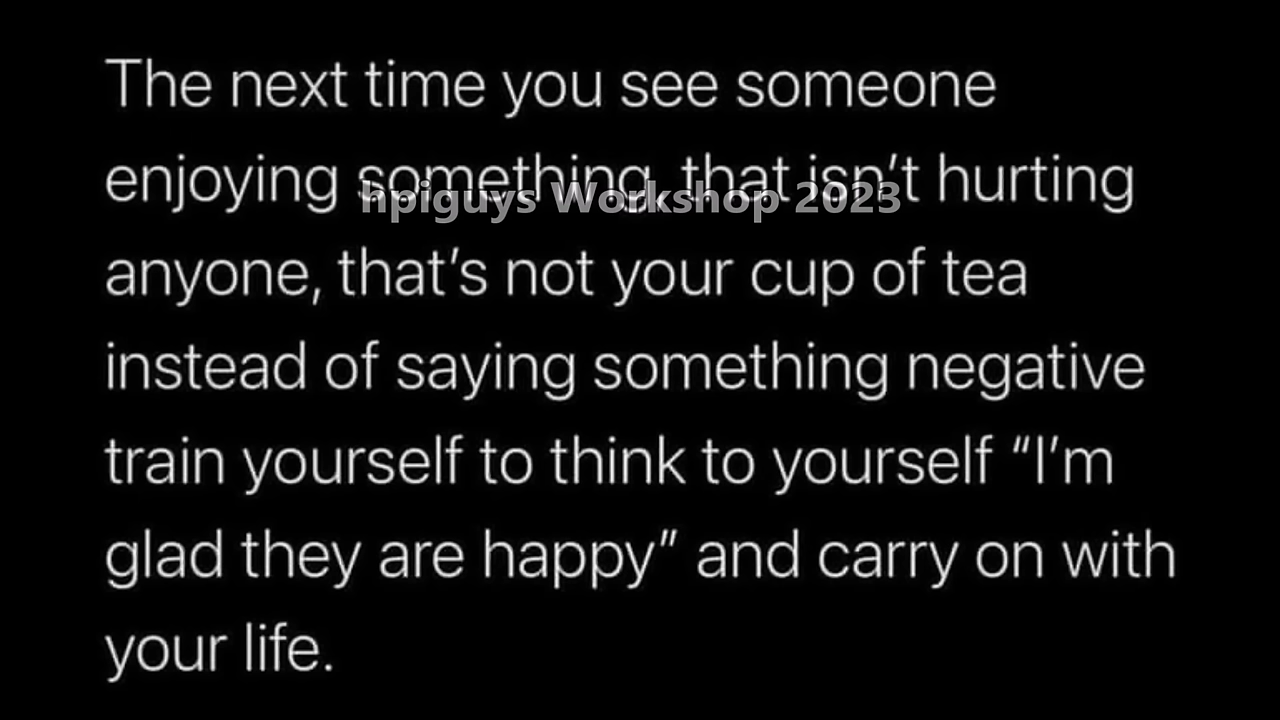 The next time you see someone
enjoying something, that isn’t hurting
hpiguys Workshop 2023
anyone, that’s not your cup of tea
instead of saying something negative
train yourself to think to yourself “I’m
glad they are happy” and carry on with
your life.